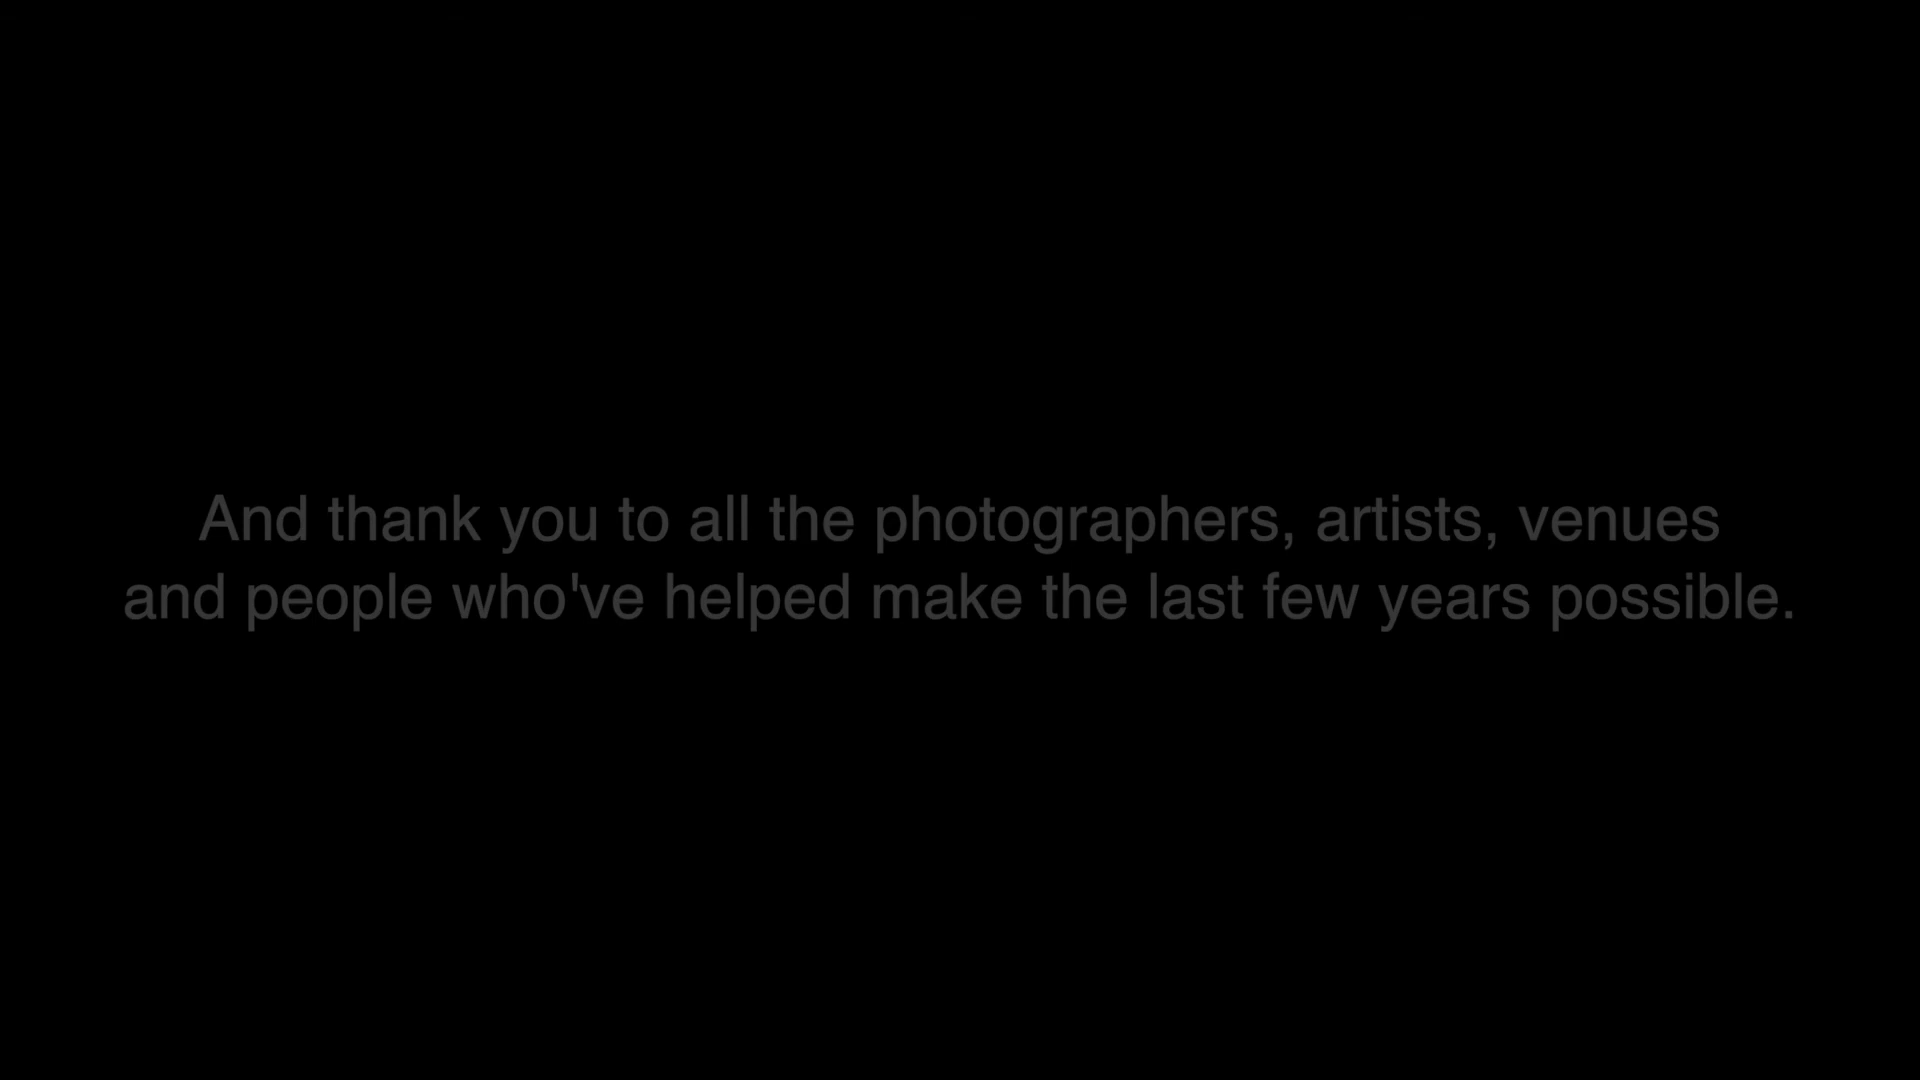 And thank you to all the photographers, artists, venues
and people who've helped make the last few years possible.